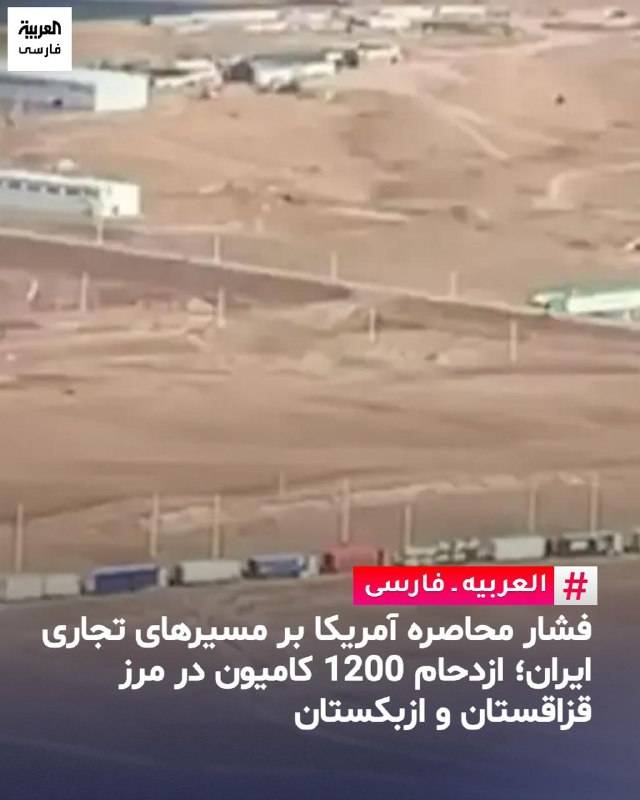 العربية
فارسی
# العربیه ـ فارسی
فشار محاصره آمریکا بر مسیرهای تجاری
ایران؛ ازدحام 1200 کامیون در مرز
قزاقستان و ازبکستان